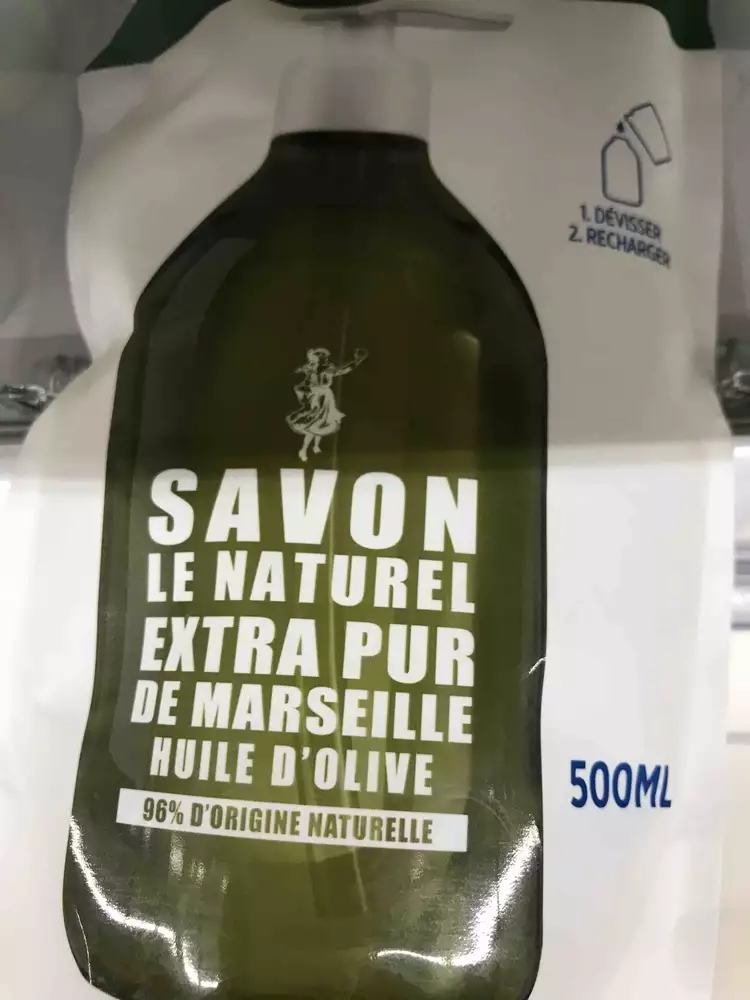 1. DÉVISSER
2. RECHARGER
SAVON
LE NATUREL
EXTRA PUR
DE MARSEILLE
HUILE D'OLIVE
96% D'ORIGINE NATURELLE
500ML